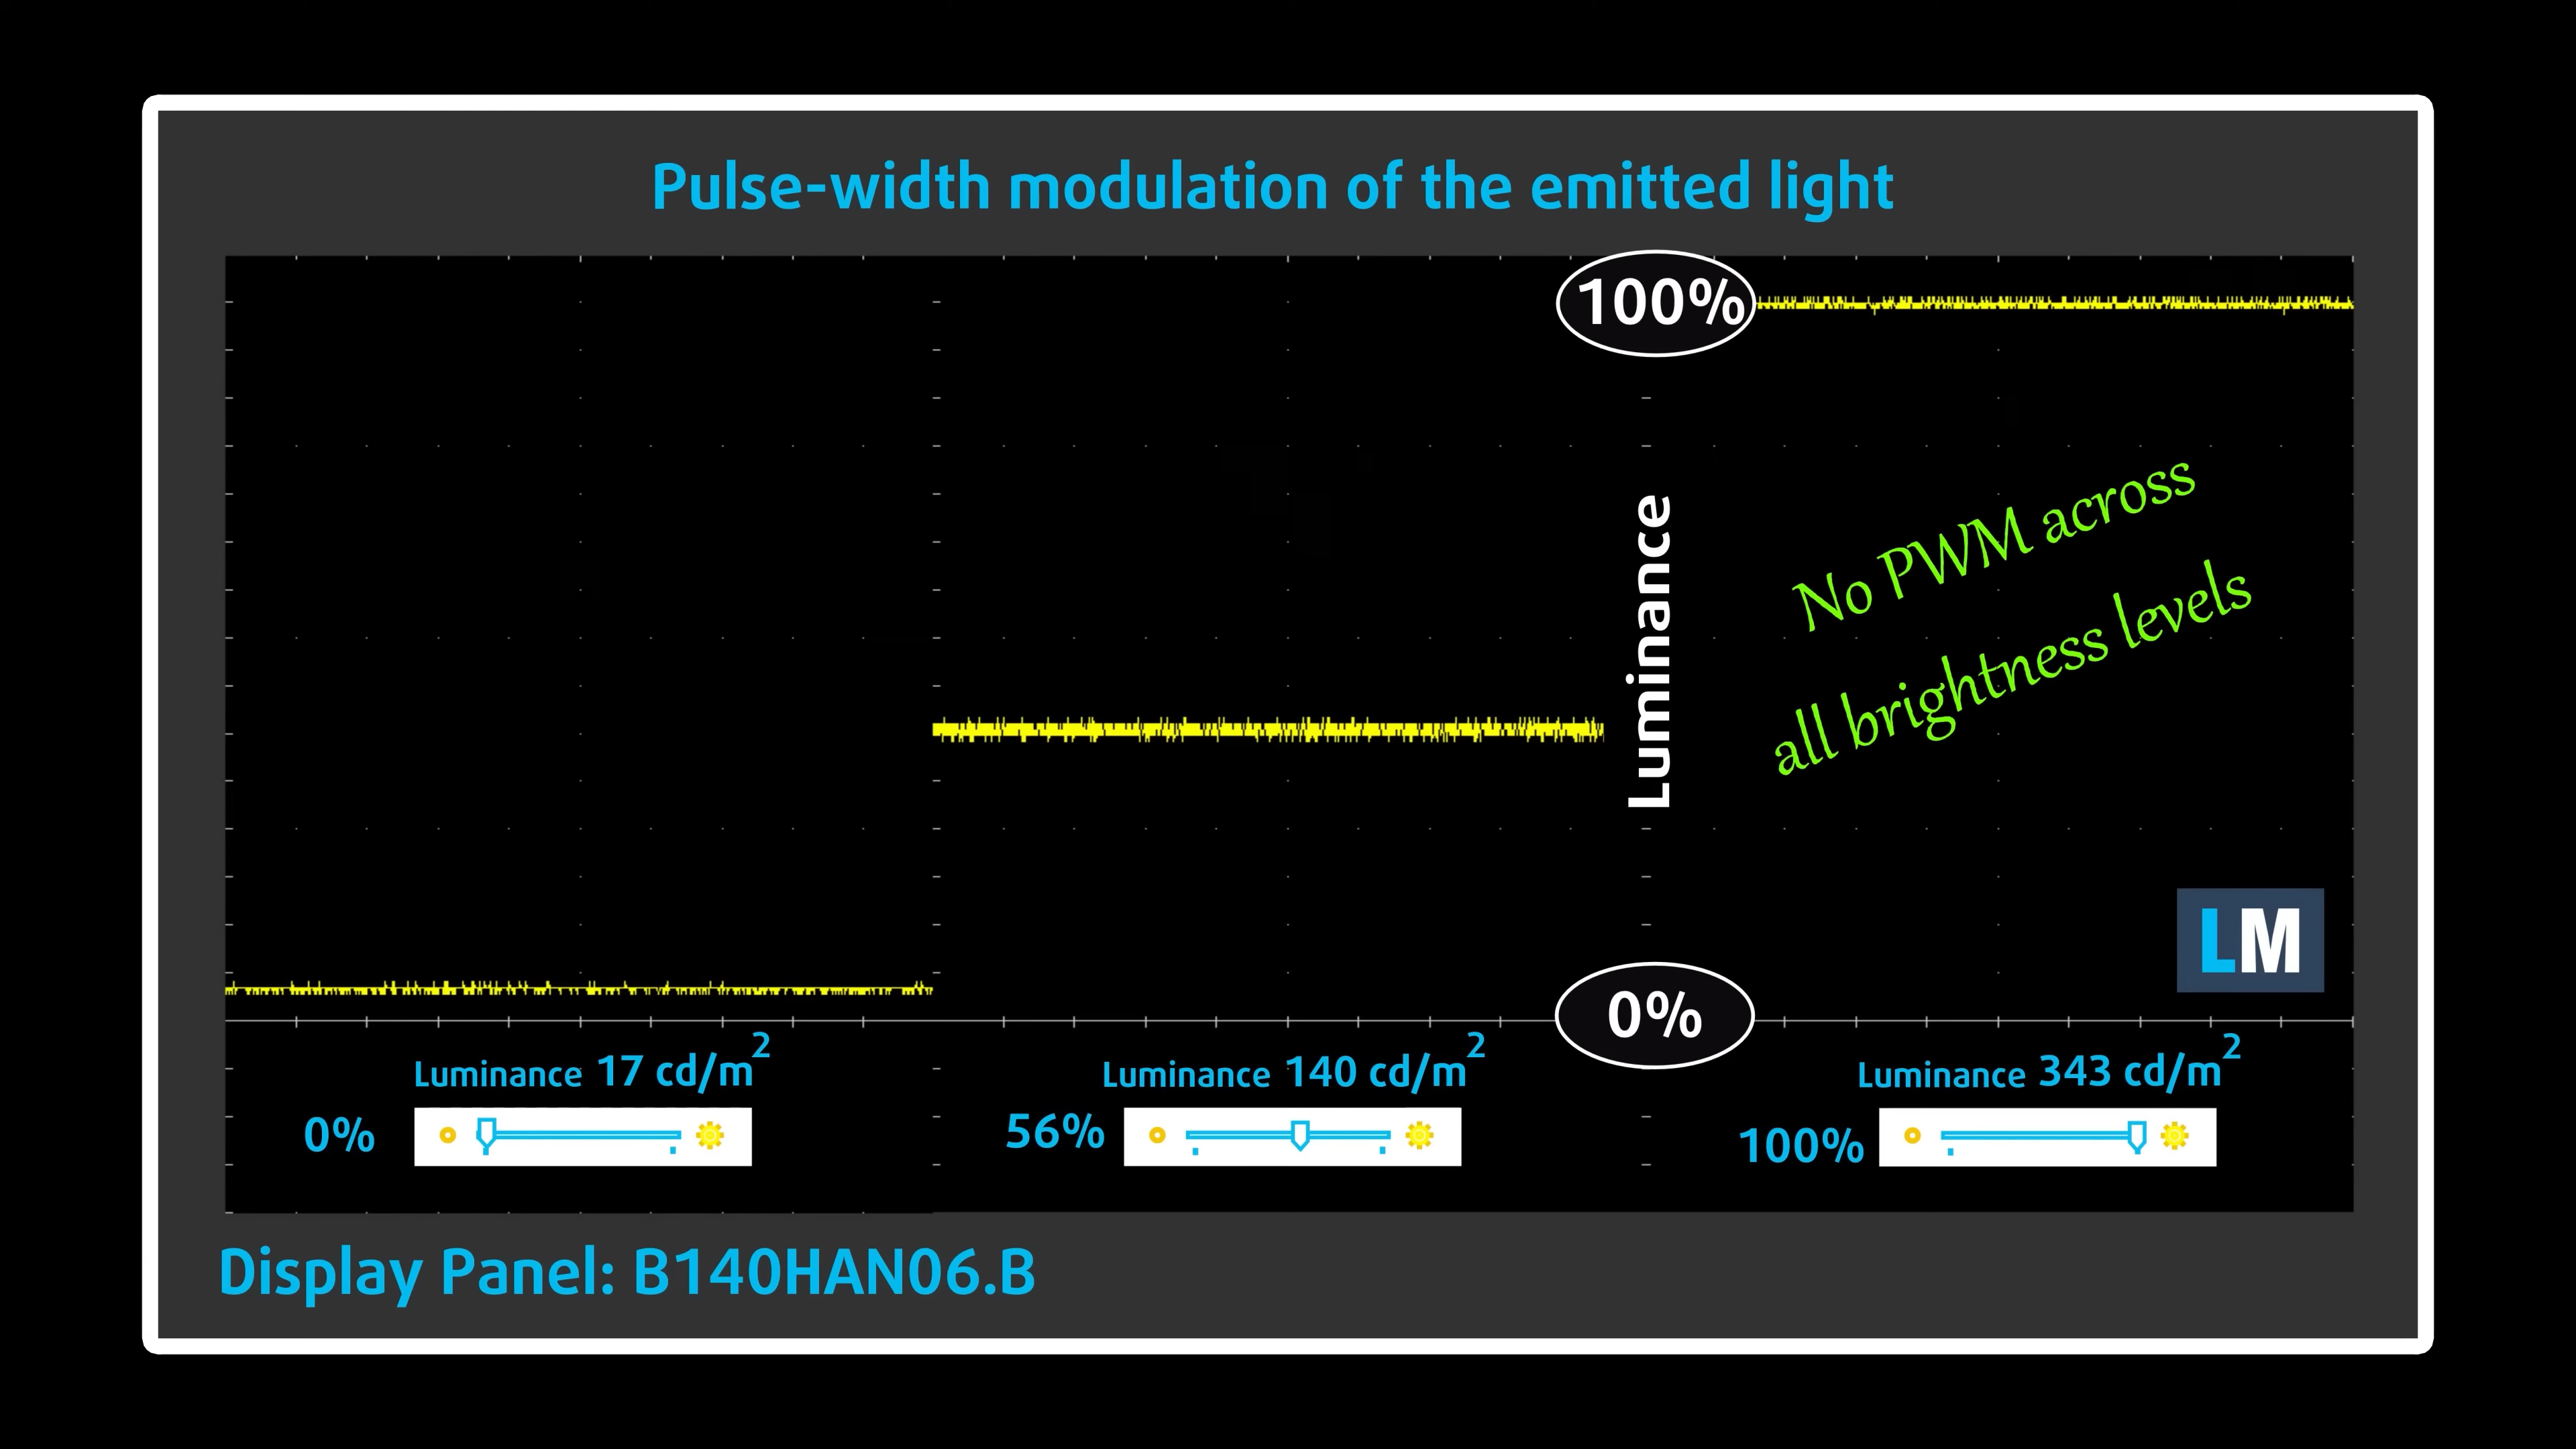 Pulse-width modulation of the emitted light
100%
Luminance
No PWM across
all brightness levels
LM
0%
Luminance 17 cd/m²
0%
Luminance 140 cd/m²
56%
Luminance 343 cd/m²
100%
Display Panel: B140HAN06.B